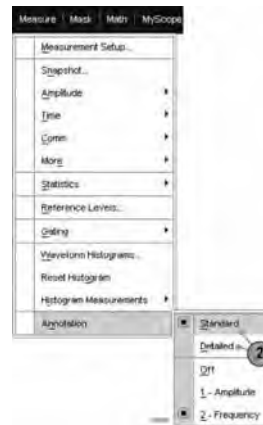 Measure Mask Math MyScope
Measurement Setup...
Snapshot...
Amplitude
Time
Comm
More
Statistics
Reference Levels...
Gating
Waveform Histograms...
Reset Histogram
Histogram Measurements
Annotation
Standard
Detailed
2
Off
1 - Amplitude
2 - Frequency